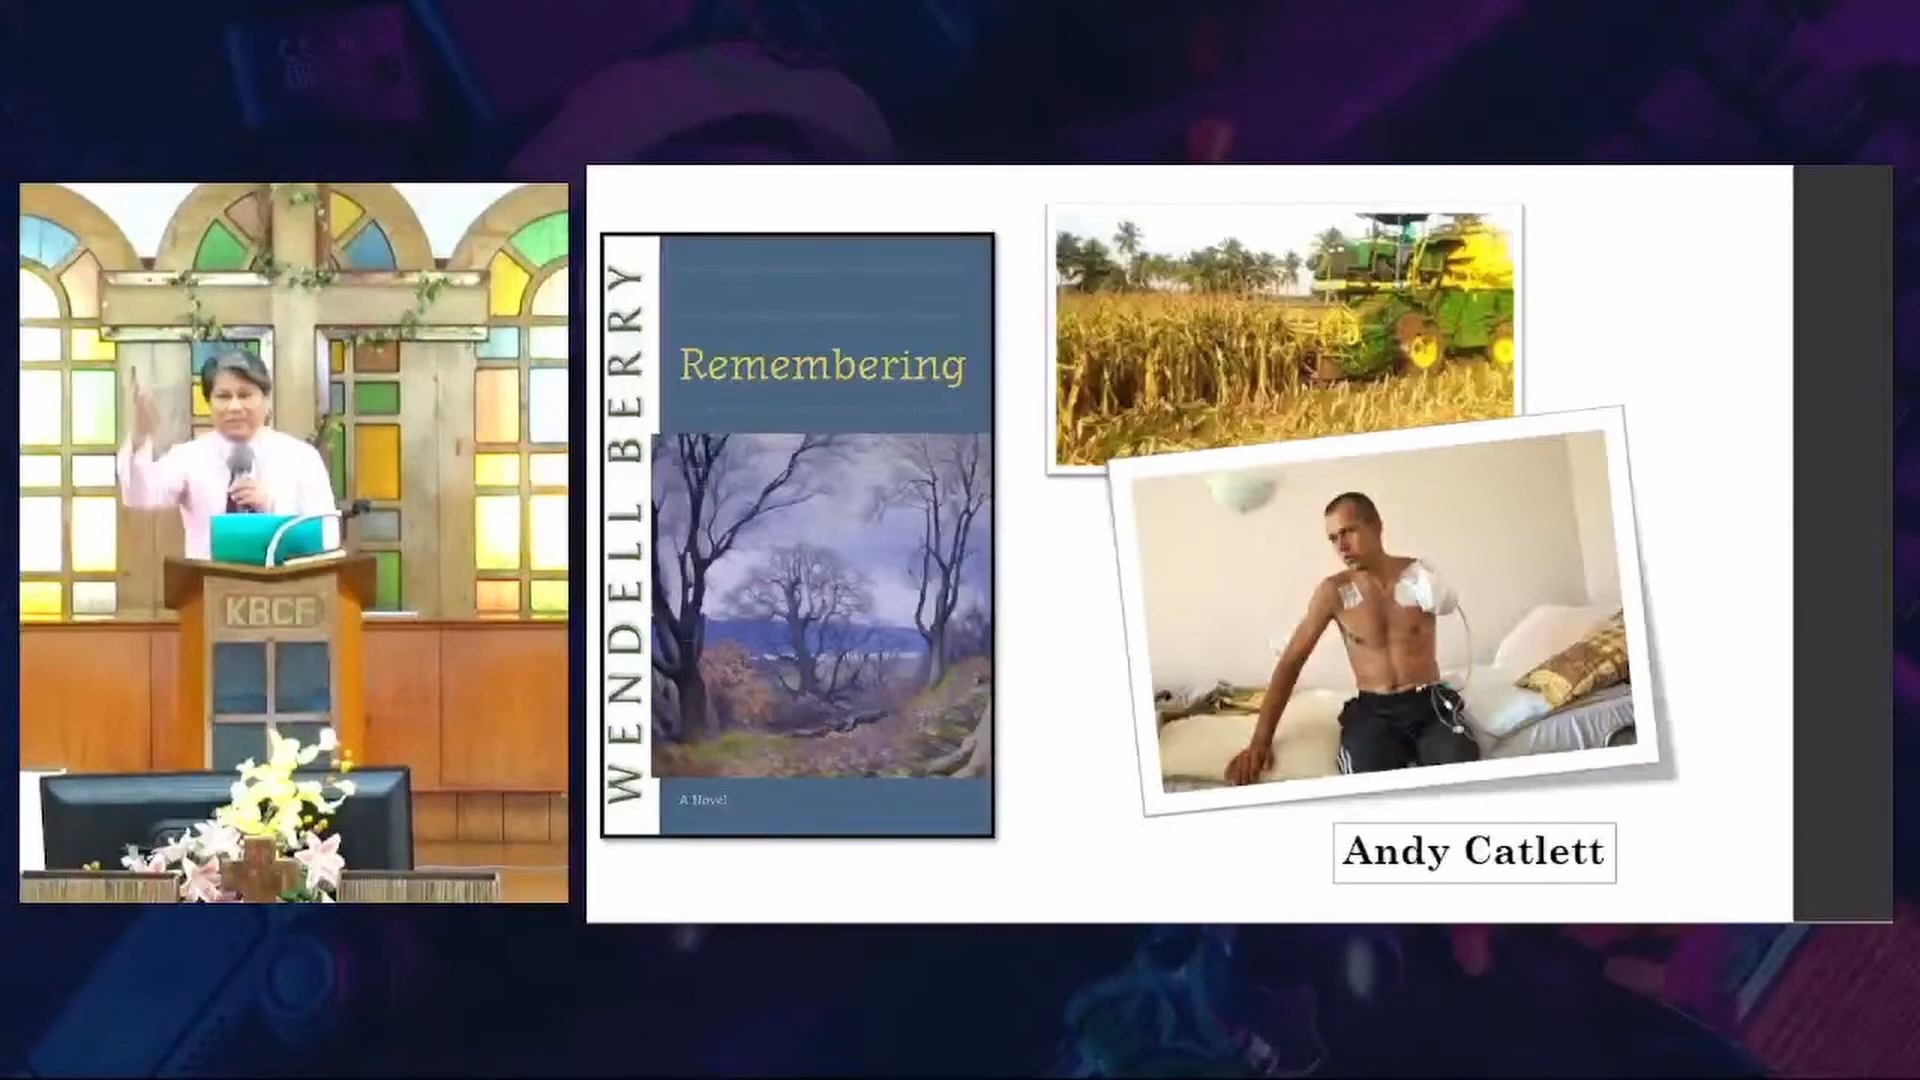 KBCF
WENDELL BERRY
Remembering
A Novel
Andy Catlett